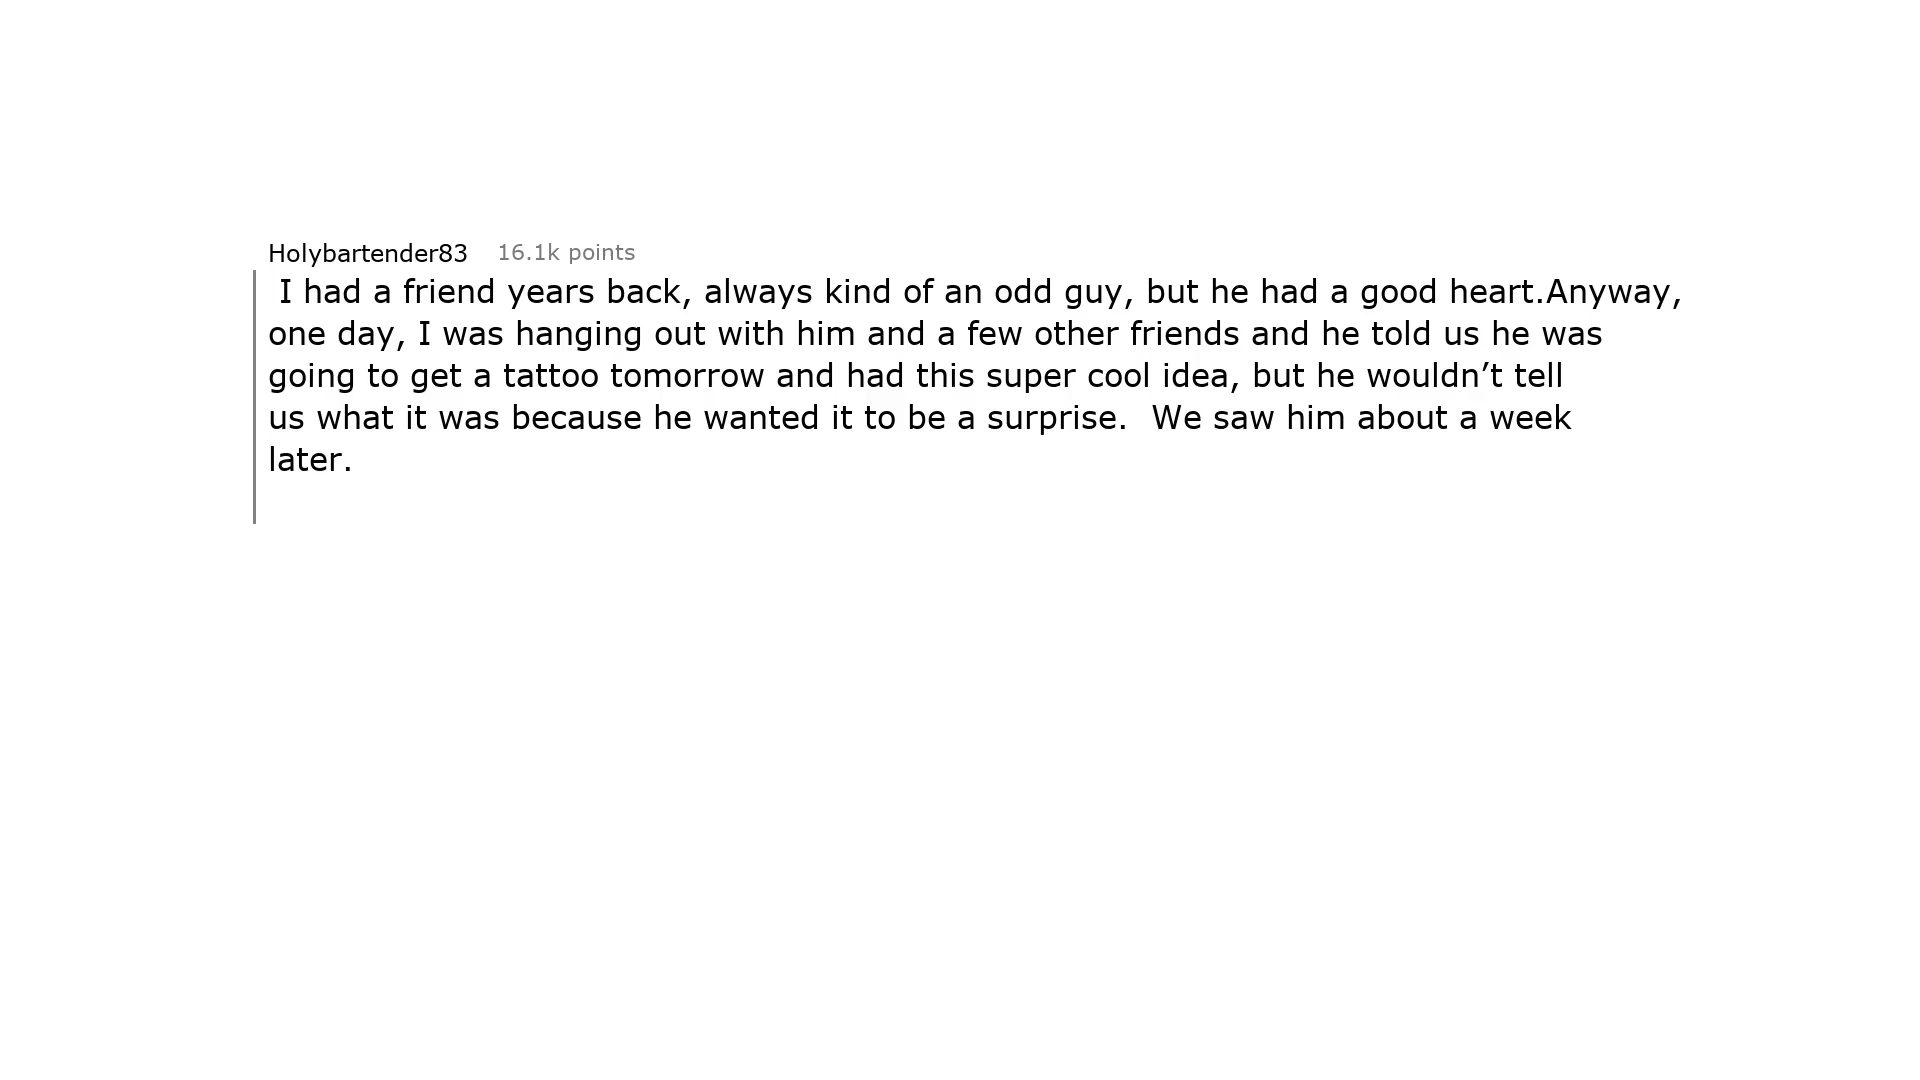 Holybartender83 16.1k points
I had a friend years back, always kind of an odd guy, but he had a good heart.Anyway,
one day, I was hanging out with him and a few other friends and he told us he was
going to get a tattoo tomorrow and had this super cool idea, but he wouldn’t tell
us what it was because he wanted it to be a surprise.  We saw him about a week
later.